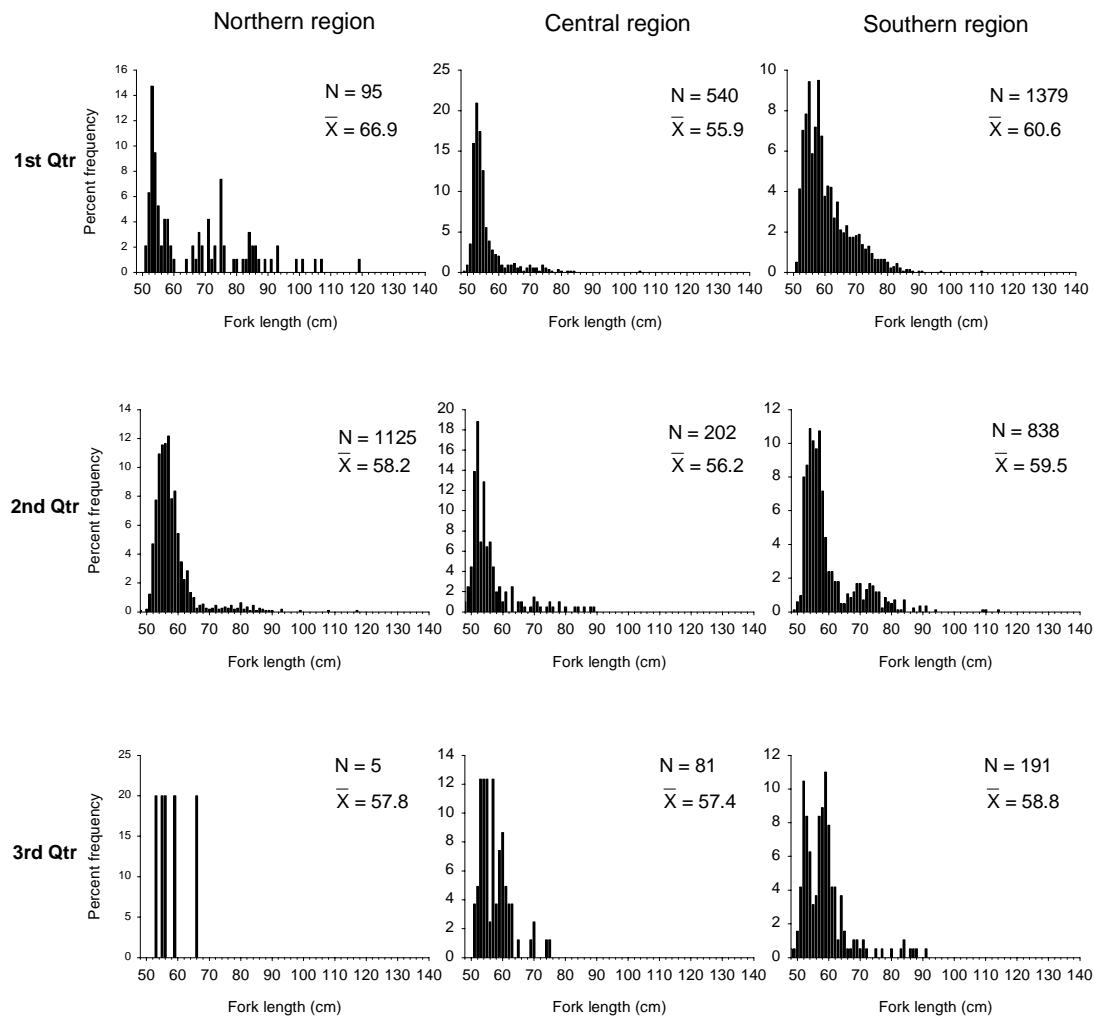 Northern region
Central region
Southern region
1st Qtr
Percent frequency
16
14
12
10
8
6
4
2
0
N = 95
X̅ = 66.9
50 60 70 80 90 100 110 120 130 140
Fork length (cm)
25
20
15
10
5
0
N = 540
X̅ = 55.9
50 60 70 80 90 100 110 120 130 140
Fork length (cm)
10
8
6
4
2
0
N = 1379
X̅ = 60.6
50 60 70 80 90 100 110 120 130 140
Fork length (cm)
2nd Qtr
Percent frequency
14
12
10
8
6
4
2
0
N = 1125
X̅ = 58.2
50 60 70 80 90 100 110 120 130 140
Fork length (cm)
20
18
16
14
12
10
8
6
4
2
0
N = 202
X̅ = 56.2
50 60 70 80 90 100 110 120 130 140
Fork length (cm)
12
10
8
6
4
2
0
N = 838
X̅ = 59.5
50 60 70 80 90 100 110 120 130 140
Fork length (cm)
3rd Qtr
Percent frequency
25
20
15
10
5
0
N = 5
X̅ = 57.8
50 60 70 80 90 100 110 120 130 140
Fork length (cm)
14
12
10
8
6
4
2
0
N = 81
X̅ = 57.4
50 60 70 80 90 100 110 120 130 140
Fork length (cm)
12
10
8
6
4
2
0
N = 191
X̅ = 58.8
50 60 70 80 90 100 110 120 130 140
Fork length (cm)